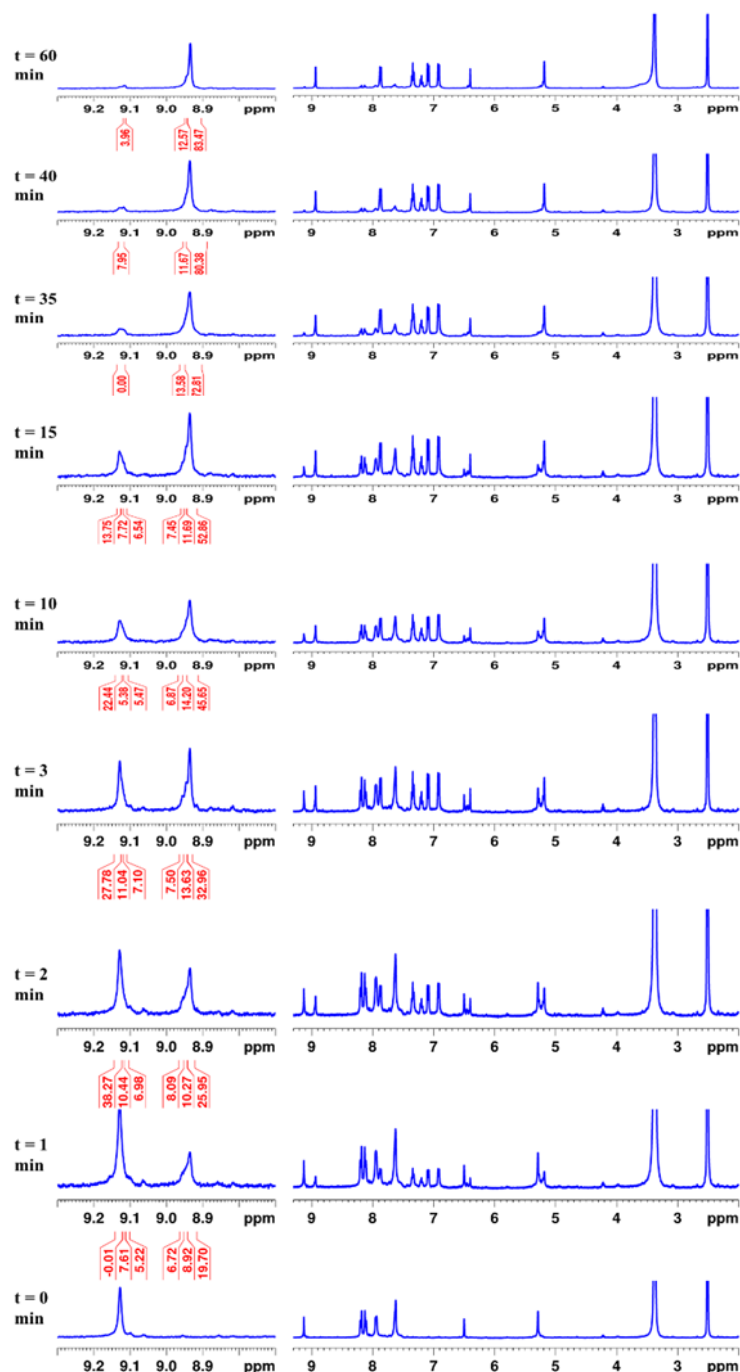 t = 60
min
9.2 9.1 9.0 8.9 ppm 9 8 7 6 5 4 3 ppm
3.96 12.57 83.47
t = 40
min
9.2 9.1 9.0 8.9 ppm 9 8 7 6 5 4 3 ppm
7.95 11.67 80.38
t = 35
min
9.2 9.1 9.0 8.9 ppm 9 8 7 6 5 4 3 ppm
0.00 13.58 72.81
t = 15
min
9.2 9.1 9.0 8.9 ppm 9 8 7 6 5 4 3 ppm
13.75 7.72 6.54 7.45 11.69 52.86
t = 10
min
9.2 9.1 9.0 8.9 ppm 9 8 7 6 5 4 3 ppm
22.44 5.38 5.47 6.87 14.20 45.65
t = 3
min
9.2 9.1 9.0 8.9 ppm 9 8 7 6 5 4 3 ppm
27.78 11.04 7.10 7.50 13.63 32.96
t = 2
min
9.2 9.1 9.0 8.9 ppm 9 8 7 6 5 4 3 ppm
38.27 10.44 6.98 8.09 10.27 25.95
t = 1
min
9.2 9.1 9.0 8.9 ppm 9 8 7 6 5 4 3 ppm
-0.01 7.61 5.22 6.72 8.92 19.70
t = 0
min
9.2 9.1 9.0 8.9 ppm 9 8 7 6 5 4 3 ppm